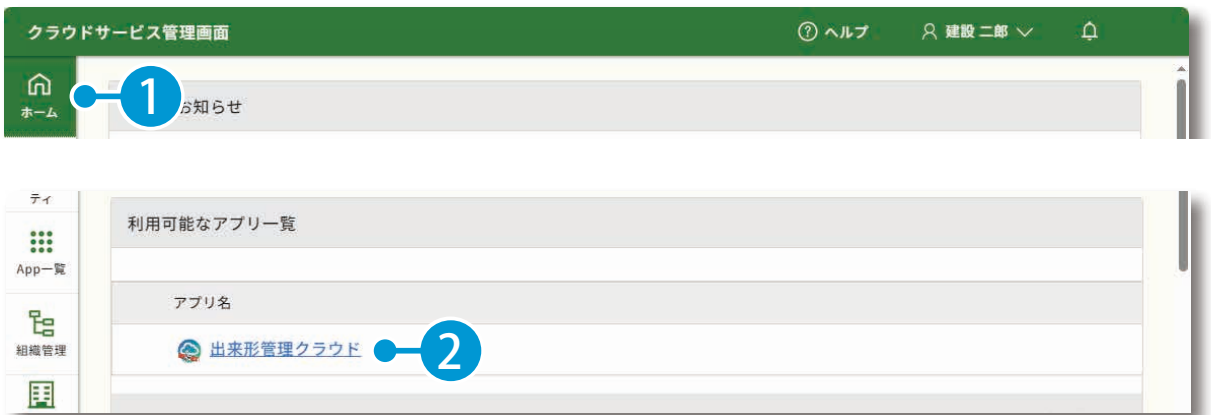 クラウドサービス管理画面
ヘルプ
建設 二郎
ホーム
1
お知らせ
ティ
利用可能なアプリ一覧
App一覧
アプリ名
組織管理
出来形管理クラウド
2